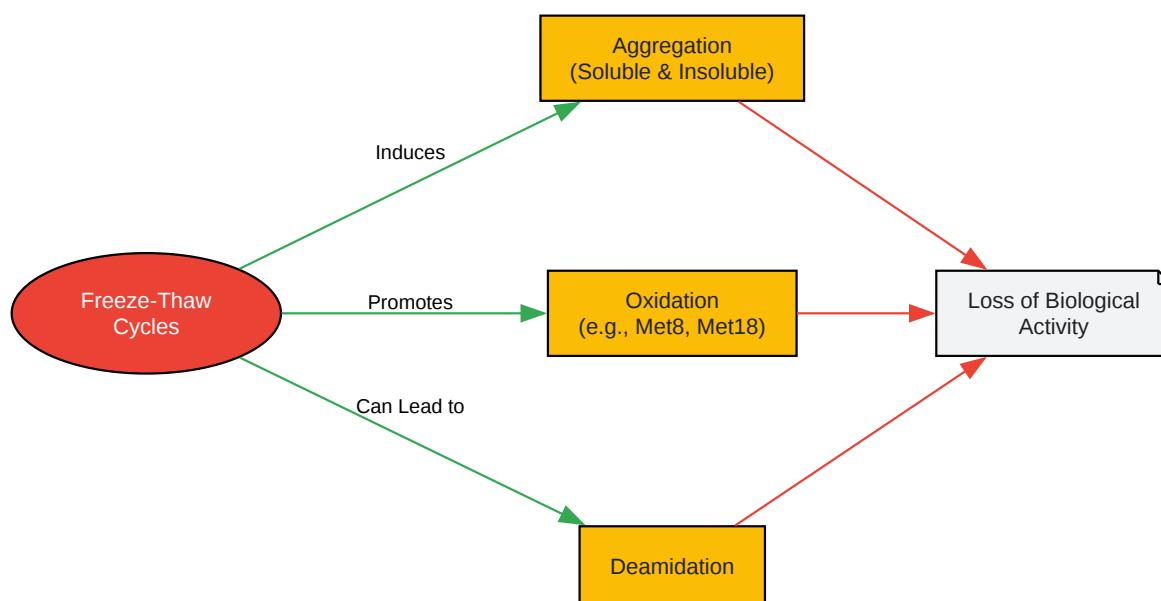 Aggregation
(Soluble & Insoluble)
Induces
Freeze-Thaw
Cycles
Promotes
Oxidation
(e.g., Met8, Met18)
Loss of Biological
Activity
Can Lead to
Deamidation